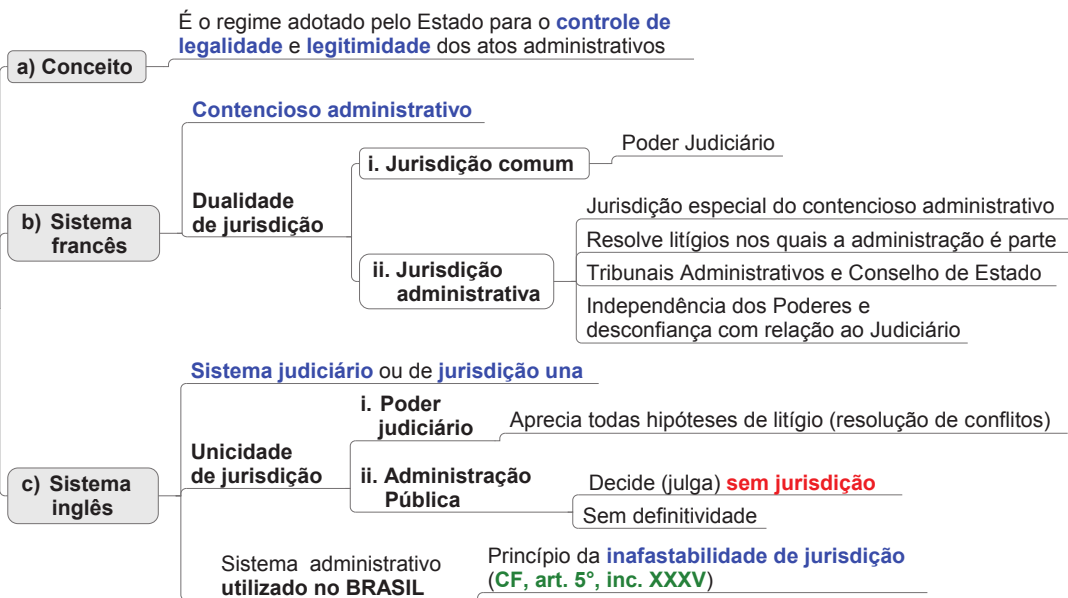 É o regime adotado pelo Estado para o controle de
legalidade e legitimidade dos atos administrativos
a) Conceito
Contencioso administrativo
Dualidade
de jurisdição
i. Jurisdição comum
Poder Judiciário
b) Sistema
francês
ii. Jurisdição
administrativa
Jurisdição especial do contencioso administrativo
Resolve litígios nos quais a administração é parte
Tribunais Administrativos e Conselho de Estado
Independência dos Poderes e
desconfiança com relação ao Judiciário
Sistema judiciário ou de jurisdição una
Unicidade
de jurisdição
i. Poder
judiciário
Aprecia todas hipóteses de litígio (resolução de conflitos)
ii. Administração
Pública
Decide (julga) sem jurisdição
Sem definitividade
c) Sistema
inglês
Sistema administrativo
utilizado no BRASIL
Princípio da inafastabilidade de jurisdição
(CF, art. 5°, inc. XXXV)